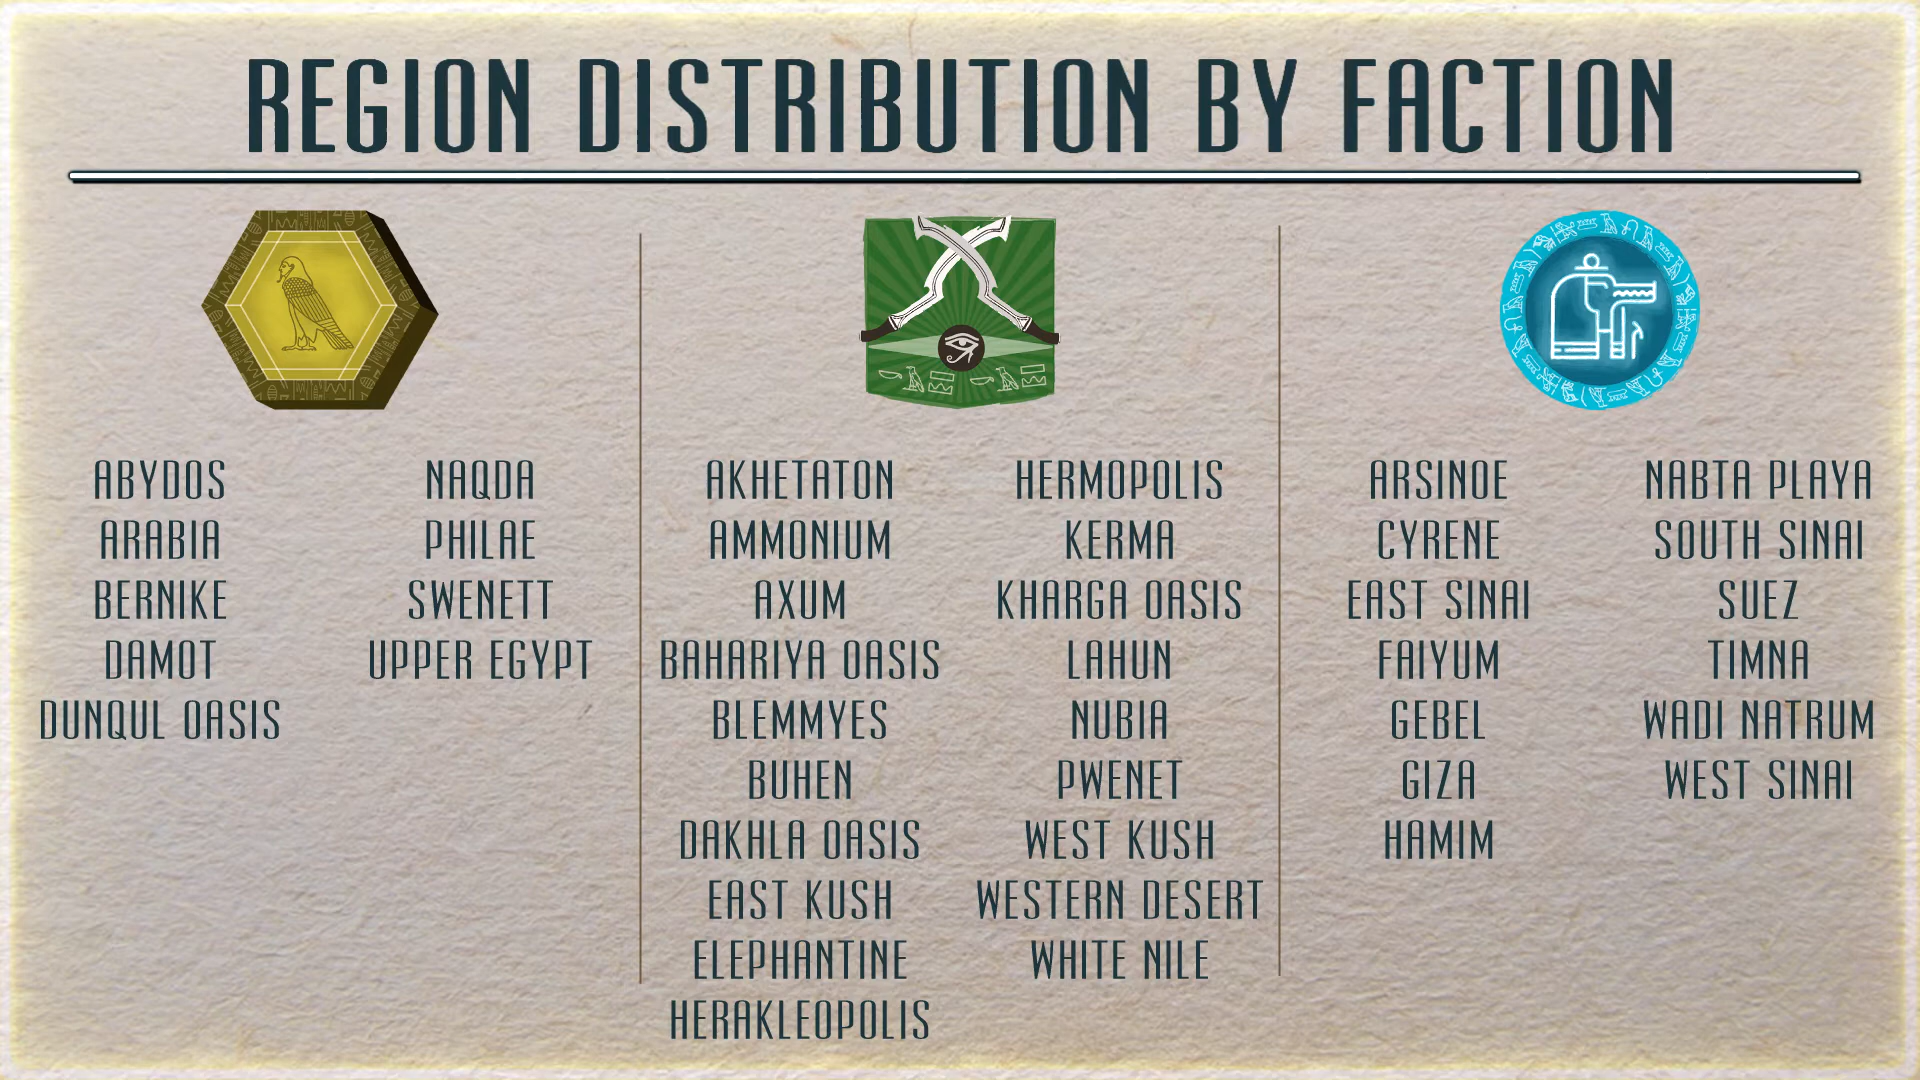 REGION DISTRIBUTION BY FACTION
ABYDOS
ARABIA
BERNIKE
DAMOT
DUNQUL OASIS
NAQDA
PHILAE
SWENETT
UPPER EGYPT
AKHETATON
AMMONIUM
AXUM
BAHARIYA OASIS
BLEMMYES
BUHEN
DAKHLA OASIS
EAST KUSH
ELEPHANTINE
HERAKLEOPOLIS
HERMOPOLIS
KERMA
KHARGA OASIS
LAHUN
NUBIA
PWENET
WEST KUSH
WESTERN DESERT
WHITE NILE
ARSINOE
CYRENE
EAST SINAI
FAIYUM
GEBEL
GIZA
HAMIM
NABTA PLAYA
SOUTH SINAI
SUEZ
TIMNA
WADI NATRUM
WEST SINAI